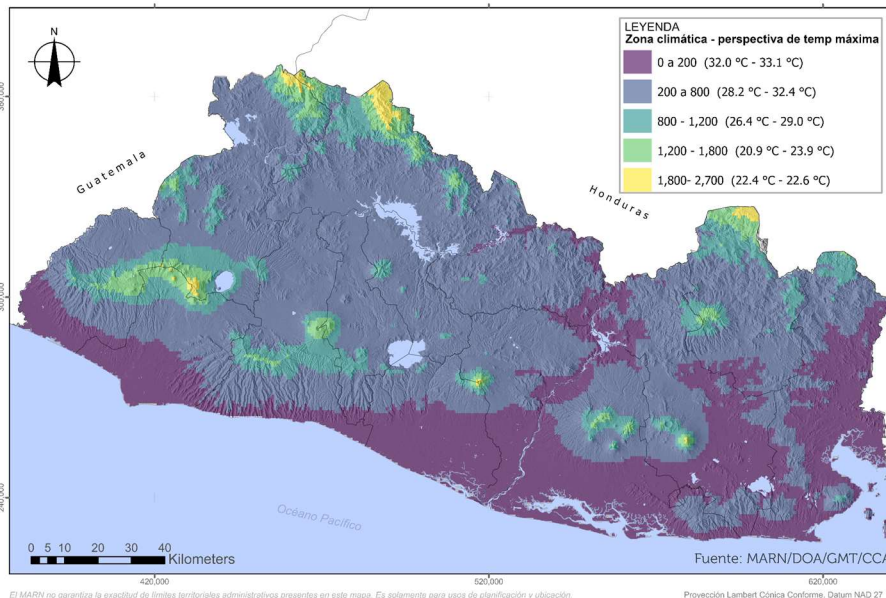 N
LEYENDA
Zona climática - perspectiva de temp máxima
0 a 200 (32.0 °C - 33.1 °C)
200 a 800 (28.2 °C - 32.4 °C)
800 - 1,200 (26.4 °C - 29.0 °C)
1,200 - 1,800 (20.9 °C - 23.9 °C)
1,800- 2,700 (22.4 °C - 22.6 °C)
Guatemala
Honduras
Océano Pacífico
0 5 10 20 30 40
Kilometers
Fuente: MARN/DOA/GMT/CCA
420,000 520,000 620,000
El MARN no garantiza la exactitud de límites territoriales administrativos presentes en este mapa. Es solamente para usos de planificación y ubicación
Proyección Lambert Cónica Conforme. Datum NAD 27